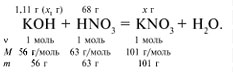 1,11 г (x₁ г) 68 г x г
KOH + HNO₃ = KNO₃ + H₂O.
ν 1 моль 1 моль 1 моль
M 56 г/моль 63 г/моль 101 г/моль
m 56 г 63 г 101 г